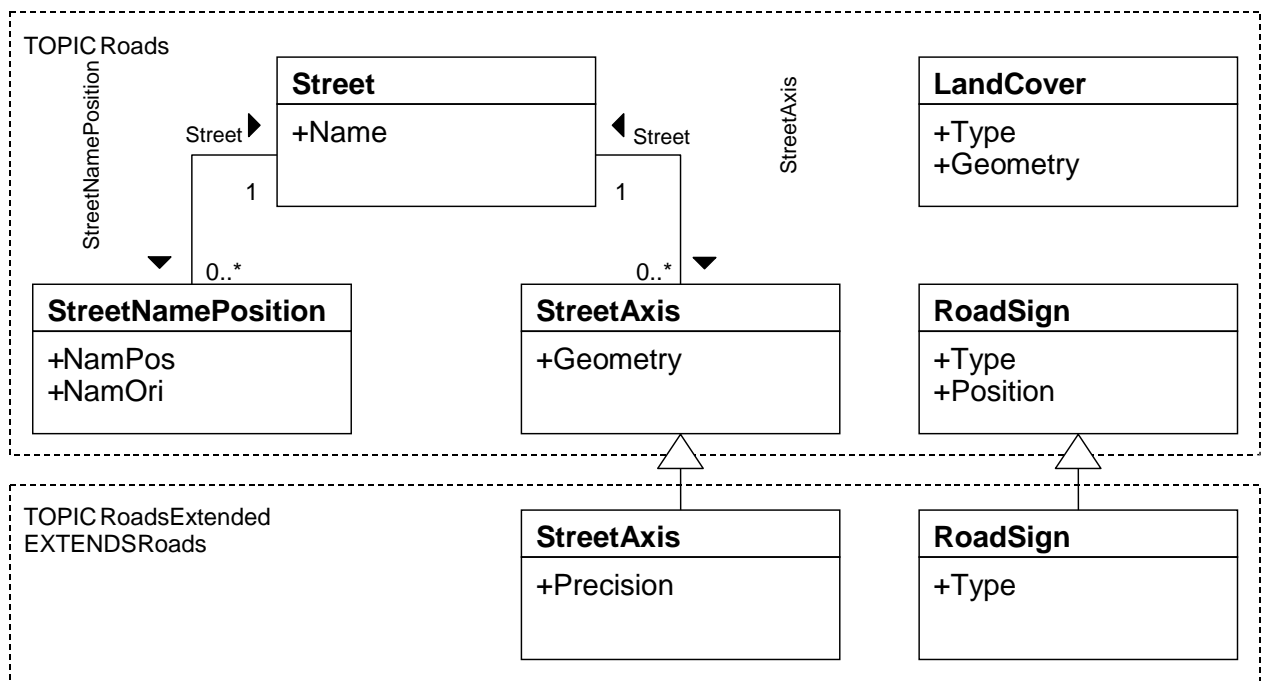 TOPIC Roads
StreetNamePosition
Street
+Name
Street
1
Street
1
StreetAxis
LandCover
+Type
+Geometry
0..*
0..*
StreetNamePosition
+NamPos
+NamOri
StreetAxis
+Geometry
RoadSign
+Type
+Position
TOPIC RoadsExtended
EXTENDSRoads
StreetAxis
+Precision
RoadSign
+Type